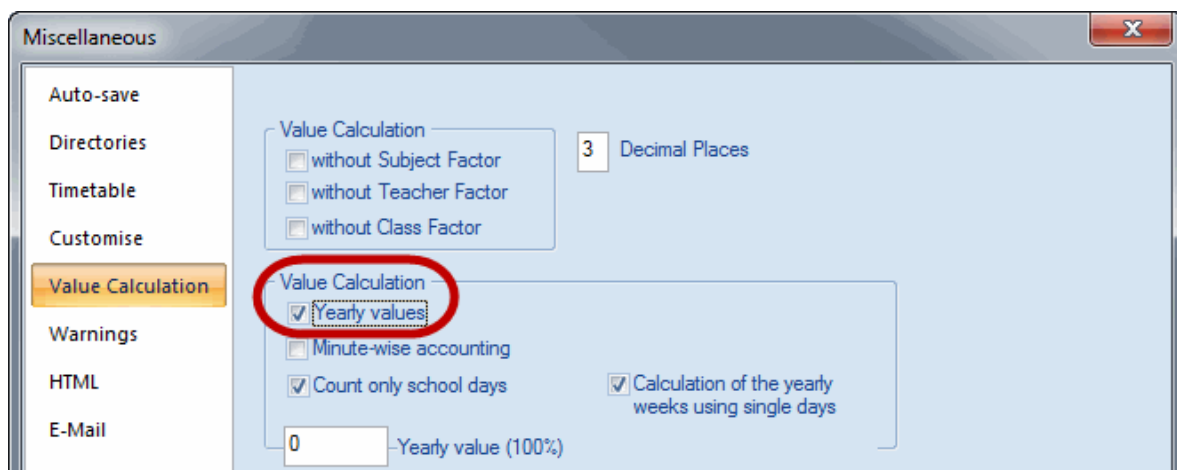 Miscellaneous
X
Auto-save
Directories
Timetable
Customise
Value Calculation
Warnings
HTML
E-Mail
Value Calculation
without Subject Factor
without Teacher Factor
without Class Factor
3 Decimal Places
Value Calculation
Yearly values
Minute-wise accounting
Count only school days
Calculation of the yearly
weeks using single days
0 Yearly value (100%)